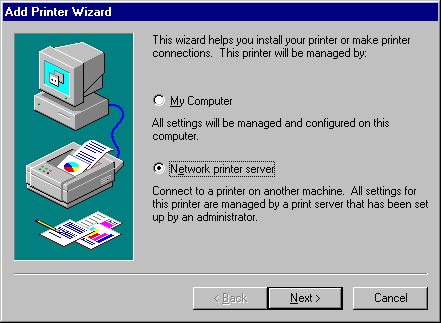 Add Printer Wizard
This wizard helps you install your printer or make printer
connections. This printer will be managed by:
My Computer
All settings will be managed and configured on this
computer.
Network printer server
Connect to a printer on another machine. All settings for
this printer are managed by a print server that has been set
up by an administrator.
< Back
Next >
Cancel